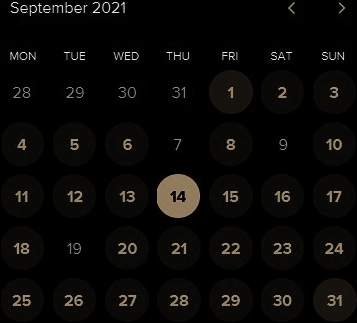 September 2021
MON TUE WED THU FRI SAT SUN
28 29 30 31 1 2 3
4 5 6 7 8 9 10
11 12 13 14 15 16 17
18 19 20 21 22 23 24
25 26 27 28 29 30 31